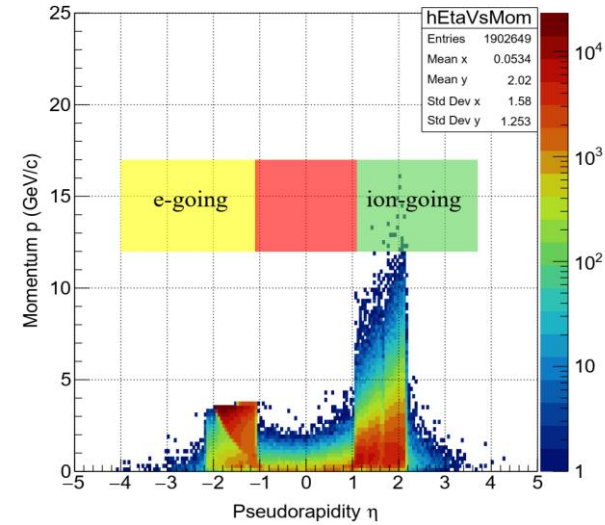 hEtaVsMom
Entries 1902649
Mean x 0.0534
Mean y 2.02
Std Dev x 1.58
Std Dev y 1.253
25
20
15
10
5
0
Momentum p (GeV/c)
e-going
ion-going
−5 −4 −3 −2 −1 0 1 2 3 4 5
Pseudorapidity η
10⁴
10³
10²
10
1